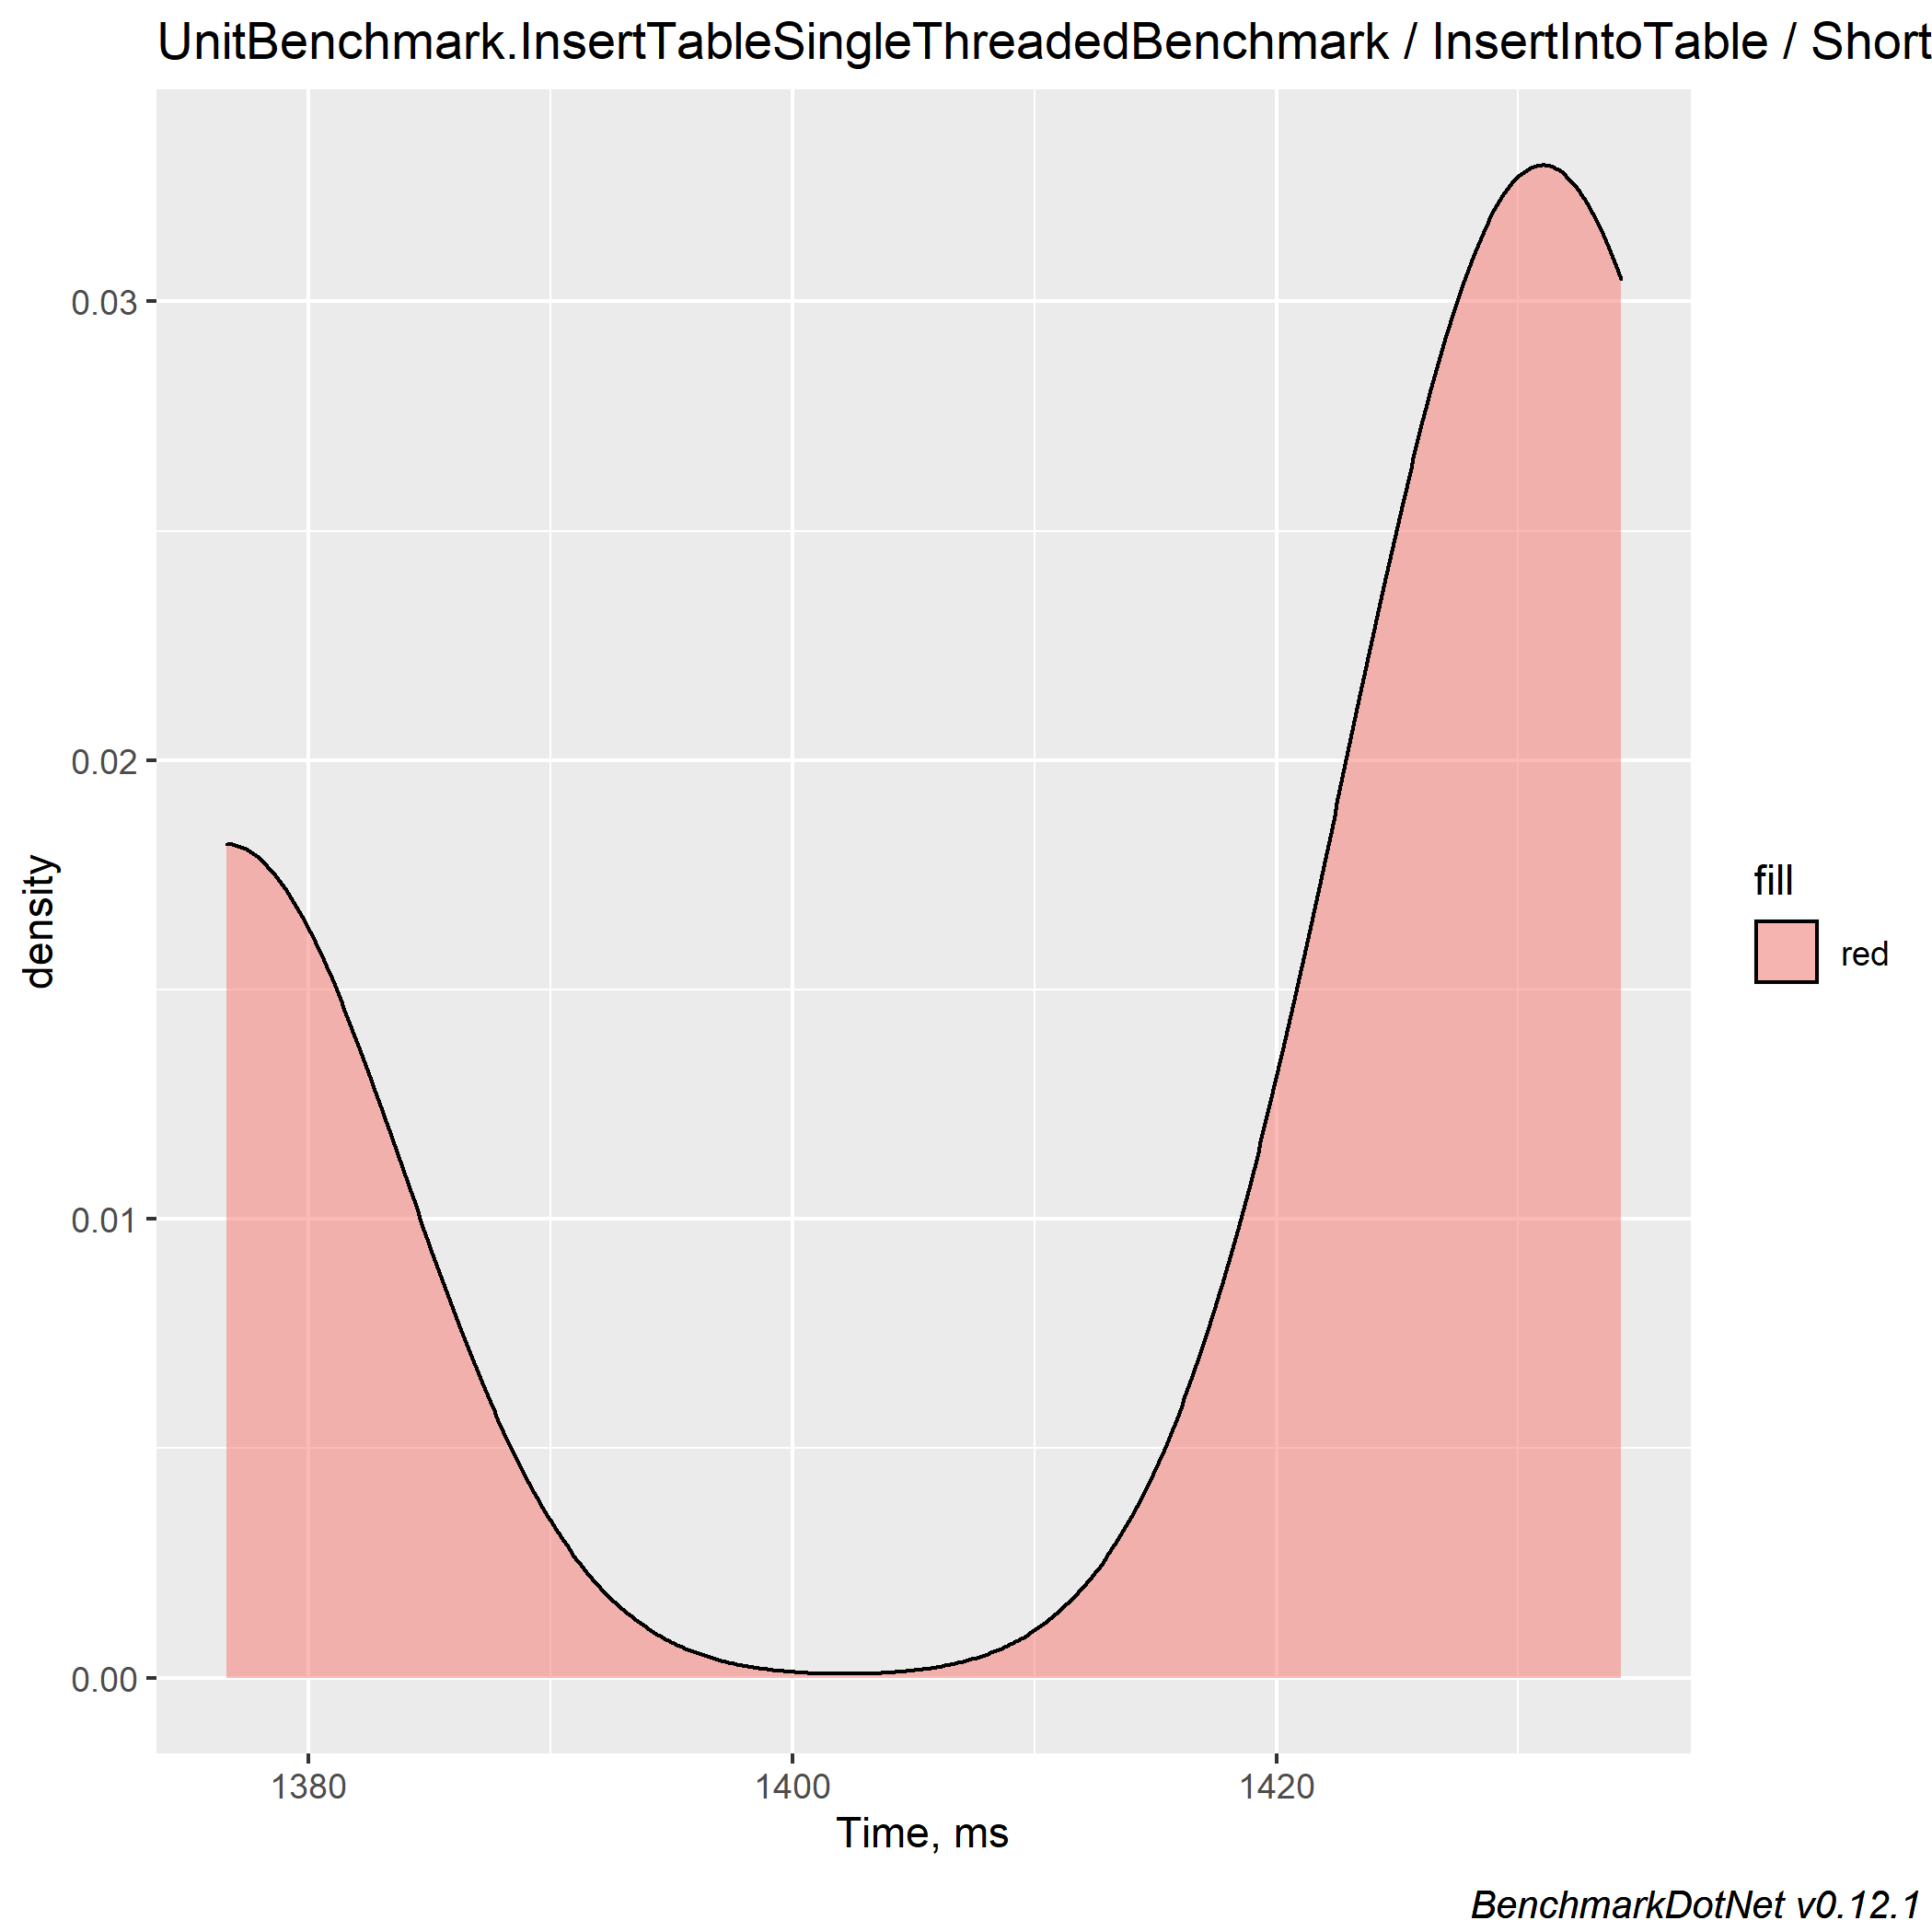 UnitBenchmark.InsertTableSingleThreadedBenchmark / InsertIntoTable / Short
0.03
0.02
0.01
0.00
density
1380 1400 1420
Time, ms
fill
red
BenchmarkDotNet v0.12.1